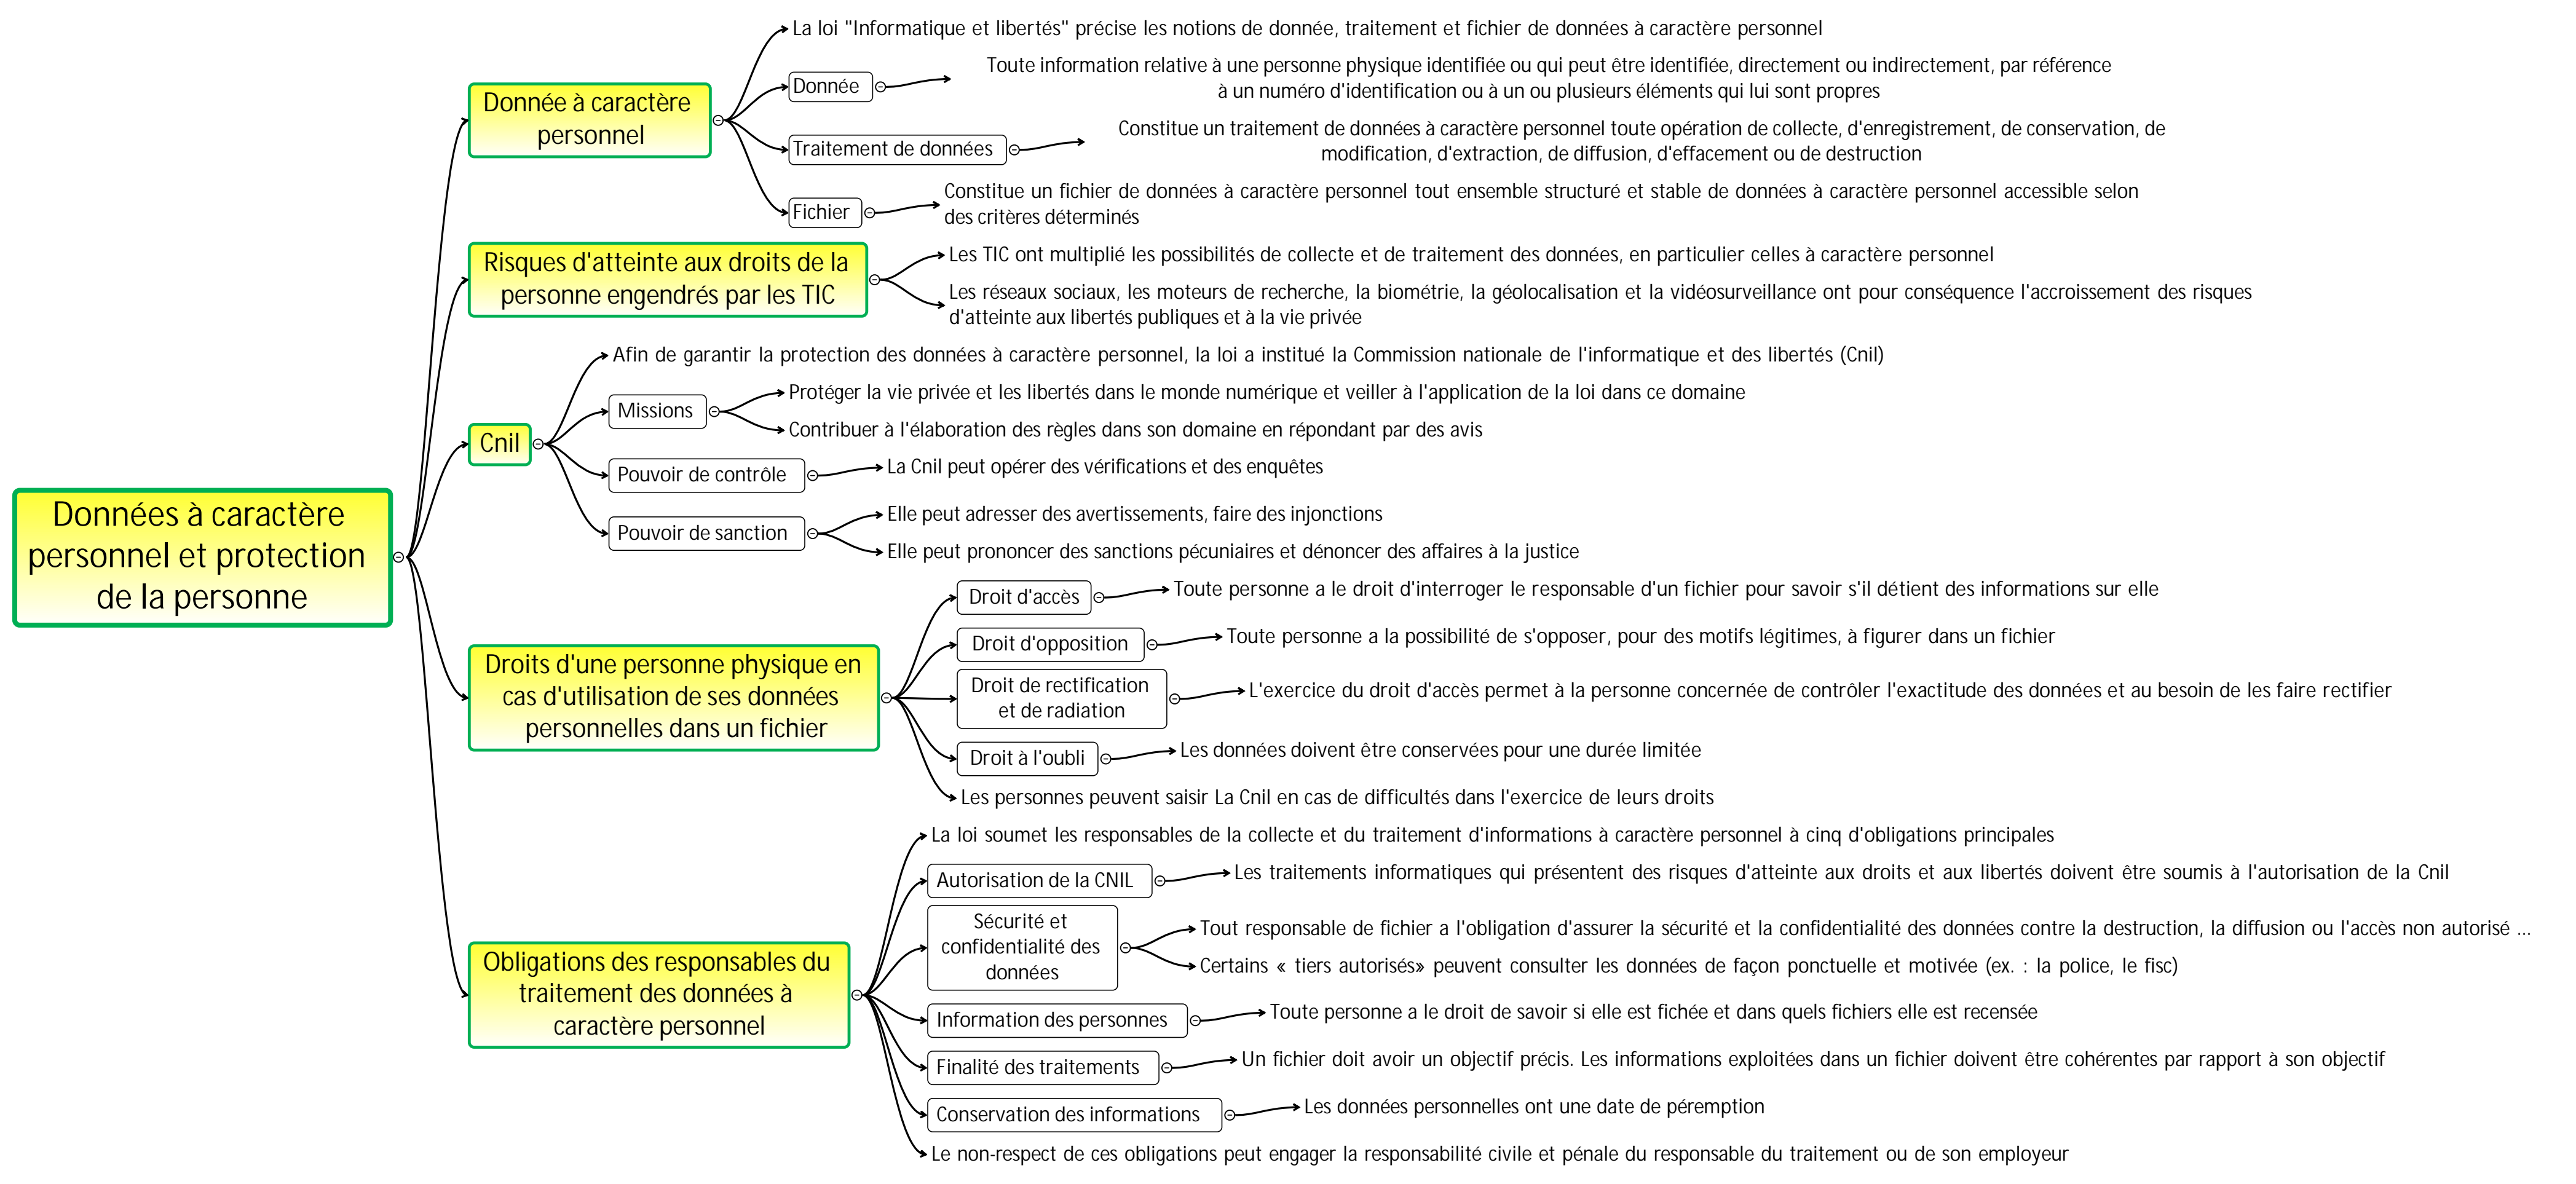 Données à caractère
personnel et protection
de la personne
Donnée à caractère
personnel
La loi "Informatique et libertés" précise les notions de donnée, traitement et fichier de données à caractère personnel
Donnée
Toute information relative à une personne physique identifiée ou qui peut être identifiée, directement ou indirectement, par référence
à un numéro d'identification ou à un ou plusieurs éléments qui lui sont propres
Traitement de données
Constitue un traitement de données à caractère personnel toute opération de collecte, d'enregistrement, de conservation, de
modification, d'extraction, de diffusion, d'effacement ou de destruction
Fichier
Constitue un fichier de données à caractère personnel tout ensemble structuré et stable de données à caractère personnel accessible selon
des critères déterminés
Risques d'atteinte aux droits de la
personne engendrés par les TIC
Les TIC ont multiplié les possibilités de collecte et de traitement des données, en particulier celles à caractère personnel
Les réseaux sociaux, les moteurs de recherche, la biométrie, la géolocalisation et la vidéosurveillance ont pour conséquence l'accroissement des risques
d'atteinte aux libertés publiques et à la vie privée
Cnil
Afin de garantir la protection des données à caractère personnel, la loi a institué la Commission nationale de l'informatique et des libertés (Cnil)
Missions
Protéger la vie privée et les libertés dans le monde numérique et veiller à l'application de la loi dans ce domaine
Contribuer à l'élaboration des règles dans son domaine en répondant par des avis
Pouvoir de contrôle
La Cnil peut opérer des vérifications et des enquêtes
Pouvoir de sanction
Elle peut adresser des avertissements, faire des injonctions
Elle peut prononcer des sanctions pécuniaires et dénoncer des affaires à la justice
Droits d'une personne physique en
cas d'utilisation de ses données
personnelles dans un fichier
Droit d'accès
Toute personne a le droit d'interroger le responsable d'un fichier pour savoir s'il détient des informations sur elle
Droit d'opposition
Toute personne a la possibilité de s'opposer, pour des motifs légitimes, à figurer dans un fichier
Droit de rectification
et de radiation
L'exercice du droit d'accès permet à la personne concernée de contrôler l'exactitude des données et au besoin de les faire rectifier
Droit à l'oubli
Les données doivent être conservées pour une durée limitée
Les personnes peuvent saisir La Cnil en cas de difficultés dans l'exercice de leurs droits
Obligations des responsables du
traitement des données à
caractère personnel
La loi soumet les responsables de la collecte et du traitement d'informations à caractère personnel à cinq d'obligations principales
Autorisation de la CNIL
Les traitements informatiques qui présentent des risques d'atteinte aux droits et aux libertés doivent être soumis à l'autorisation de la Cnil
Sécurité et
confidentialité des
données
Tout responsable de fichier a l'obligation d'assurer la sécurité et la confidentialité des données contre la destruction, la diffusion ou l'accès non autorisé ...
Certains « tiers autorisés» peuvent consulter les données de façon ponctuelle et motivée (ex. : la police, le fisc)
Information des personnes
Toute personne a le droit de savoir si elle est fichée et dans quels fichiers elle est recensée
Finalité des traitements
Un fichier doit avoir un objectif précis. Les informations exploitées dans un fichier doivent être cohérentes par rapport à son objectif
Conservation des informations
Les données personnelles ont une date de péremption
Le non-respect de ces obligations peut engager la responsabilité civile et pénale du responsable du traitement ou de son employeur